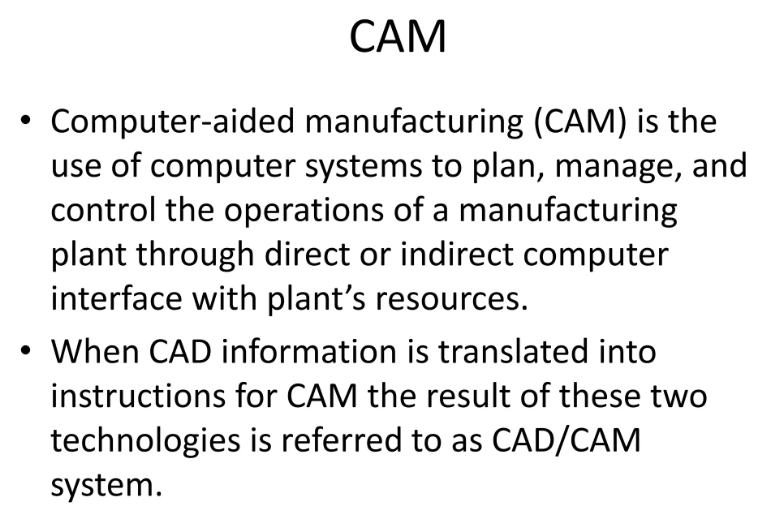 CAM
• Computer-aided manufacturing (CAM) is the
use of computer systems to plan, manage, and
control the operations of a manufacturing
plant through direct or indirect computer
interface with plant’s resources.
• When CAD information is translated into
instructions for CAM the result of these two
technologies is referred to as CAD/CAM
system.